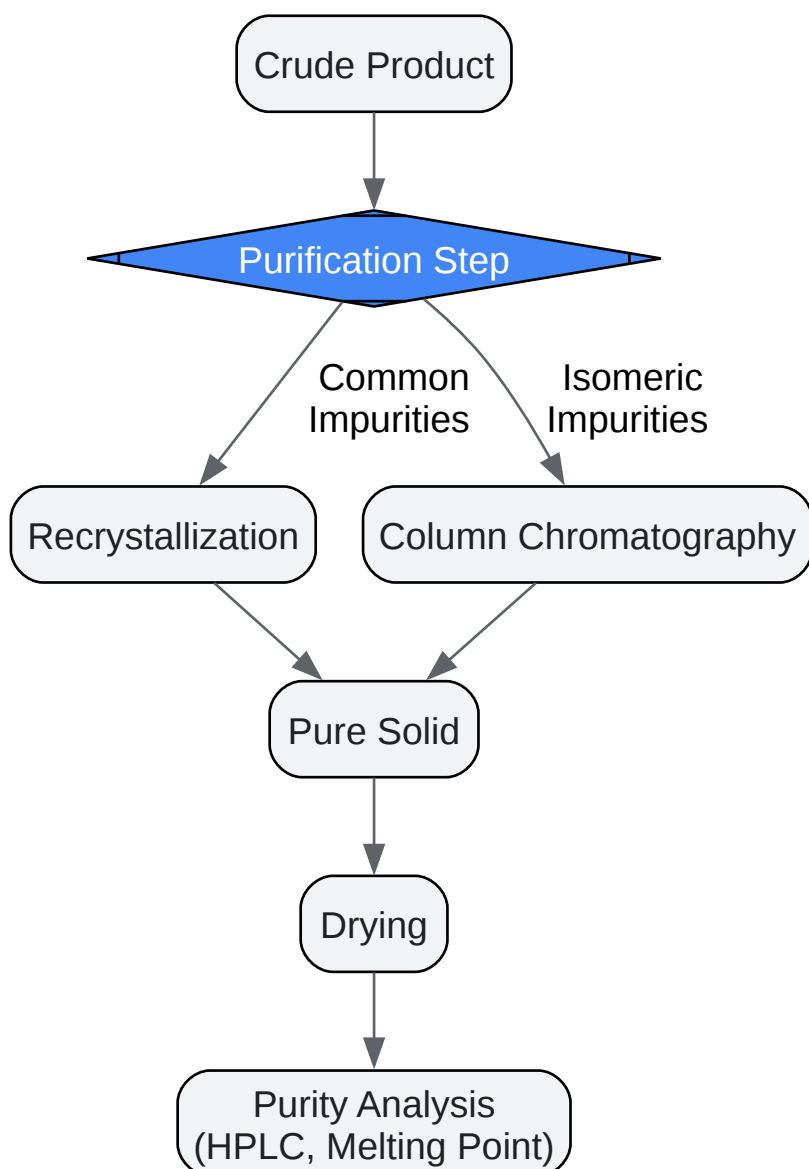 Crude Product
Purification Step
Common
Impurities
Isomeric
Impurities
Recrystallization
Column Chromatography
Pure Solid
Drying
Purity Analysis
(HPLC, Melting Point)